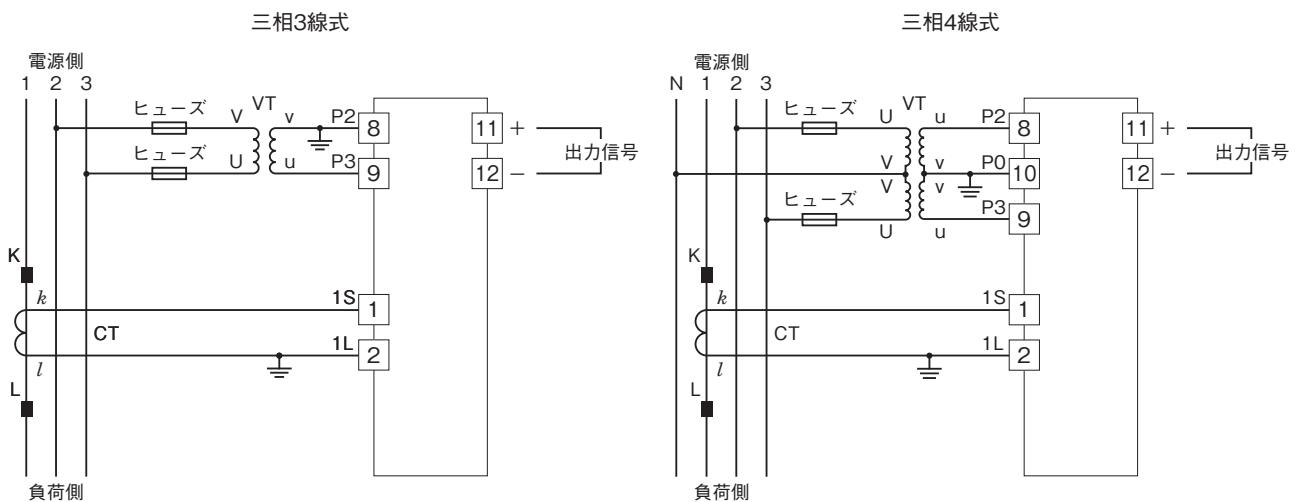 三相3線式
電源側
1 2 3
ヒューズ
VT
V v P2 8
11 +
ヒューズ
U u P3 9
12 −
出力信号
K
k 1S 1
CT
1L 2
l
L
負荷側
三相4線式
電源側
N 1 2 3
ヒューズ
VT
U u P2 8
11 +
V v P0 10
12 −
出力信号
V v
ヒューズ
U u P3 9
K
k 1S 1
CT
1L 2
l
L
負荷側